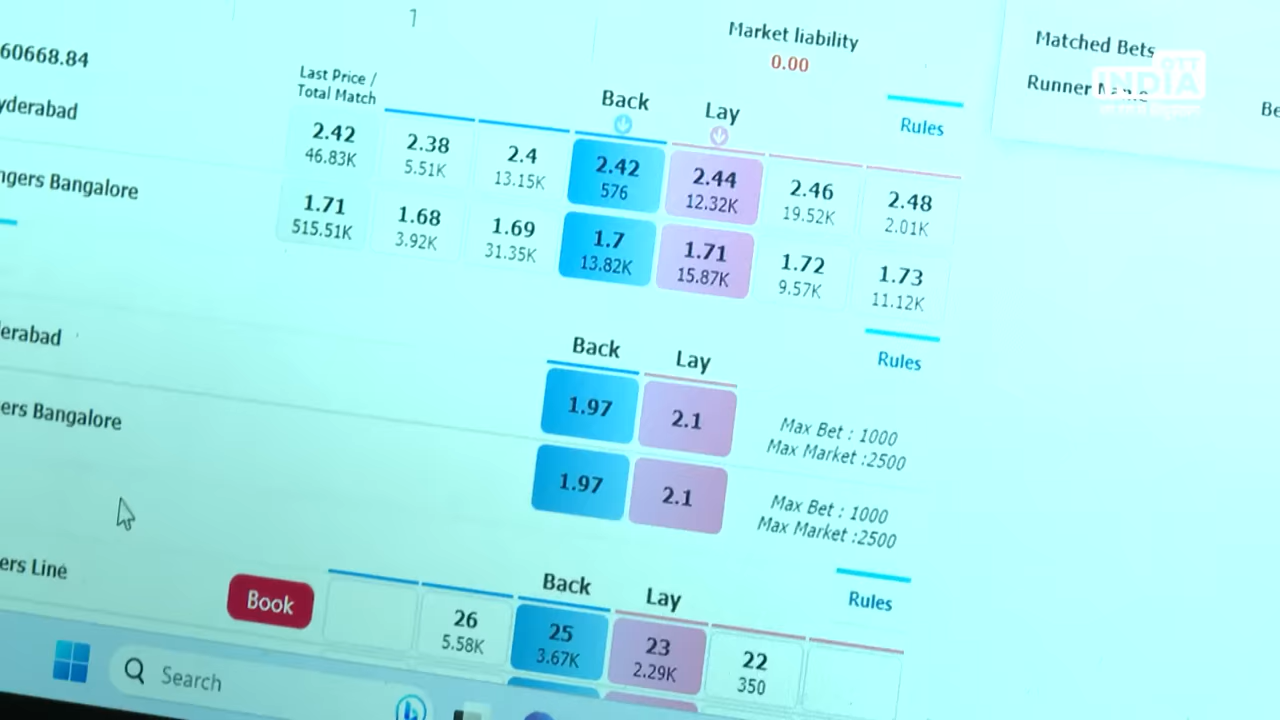 1
Market liability
0.00
Matched Bets
Runner Name
OTT
INDIA
60668.84
yderabad
ngers Bangalore
Last Price /
Total Match
Back
Lay
Rules
2.42 2.38 2.4 2.42 2.44 2.46 2.48
46.83K 5.51K 13.15K 576 12.32K 19.52K 2.01K
1.71 1.68 1.69 1.7 1.71 1.72 1.73
515.51K 3.92K 31.35K 13.82K 15.87K 9.57K 11.12K
Back Lay Rules
erabad
1.97 2.1
Max Bet : 1000
Max Market :2500
ers Bangalore
1.97 2.1
Max Bet : 1000
Max Market :2500
Back Lay Rules
ers Line
Book
26 25 23 22
5.58K 3.67K 2.29K 350
Search